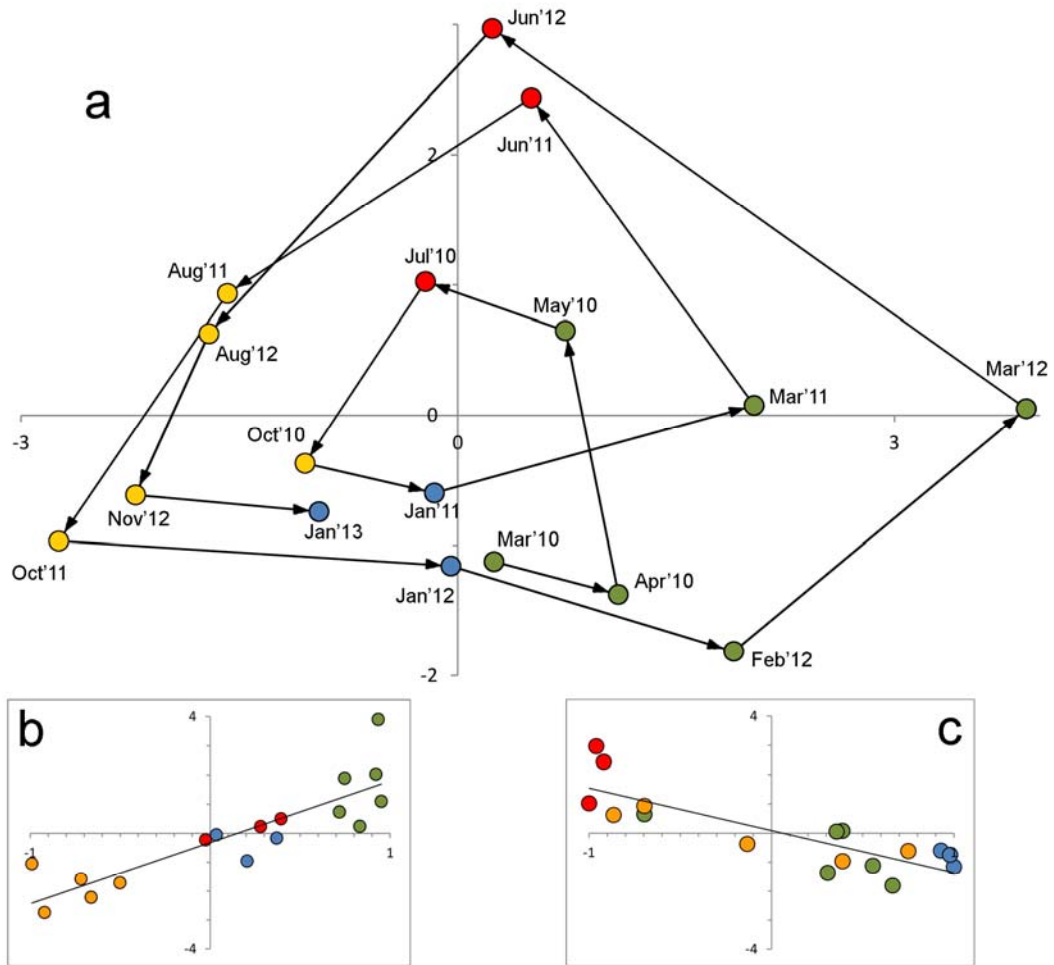 Jun’12
a
Jun’11
2
Jul’10
Aug’11
May’10
Aug’12
Mar’12
Mar’11
0
-3
0
3
Oct’10
Nov’12
Jan’13
Jan’11
Mar’10
Oct’11
Jan’12
Apr’10
Feb’12
-2
b
4
-1
1
-4
c
4
-1
1
-4